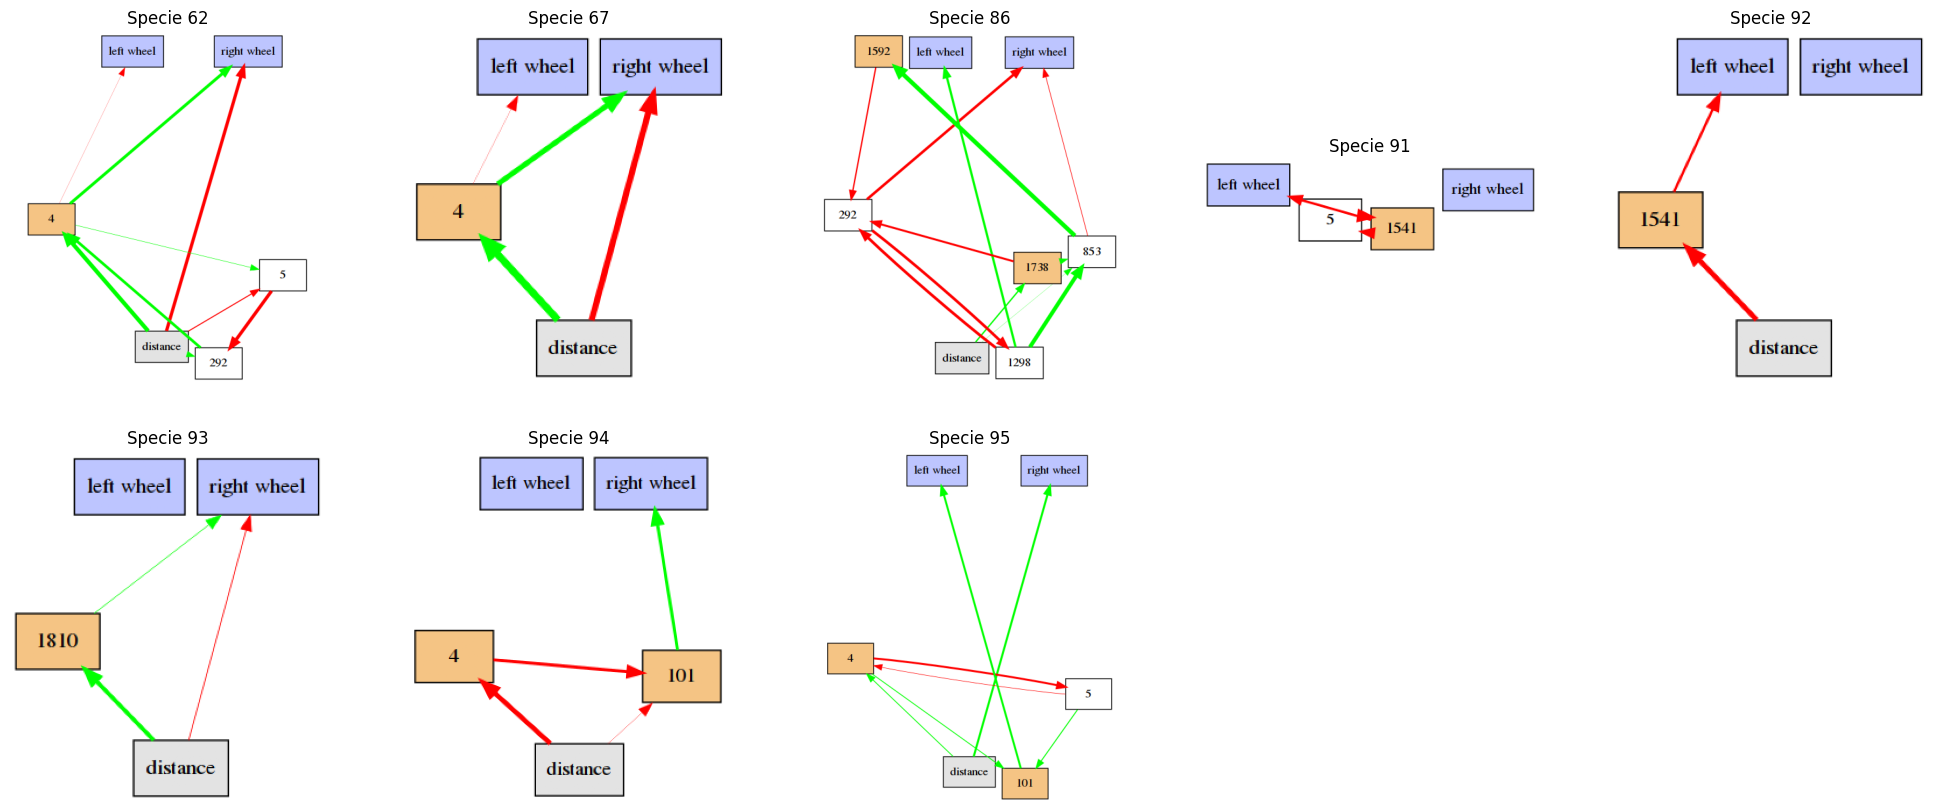 Specie 62
left wheel
right wheel
4
5
distance
292
Specie 67
left wheel
right wheel
4
distance
Specie 86
1592
left wheel
right wheel
292
853
1738
distance
1298
Specie 91
left wheel
right wheel
5
1541
Specie 92
left wheel
right wheel
1541
distance
Specie 93
left wheel
right wheel
1810
distance
Specie 94
left wheel
right wheel
4
101
distance
Specie 95
left wheel
right wheel
4
5
distance
101